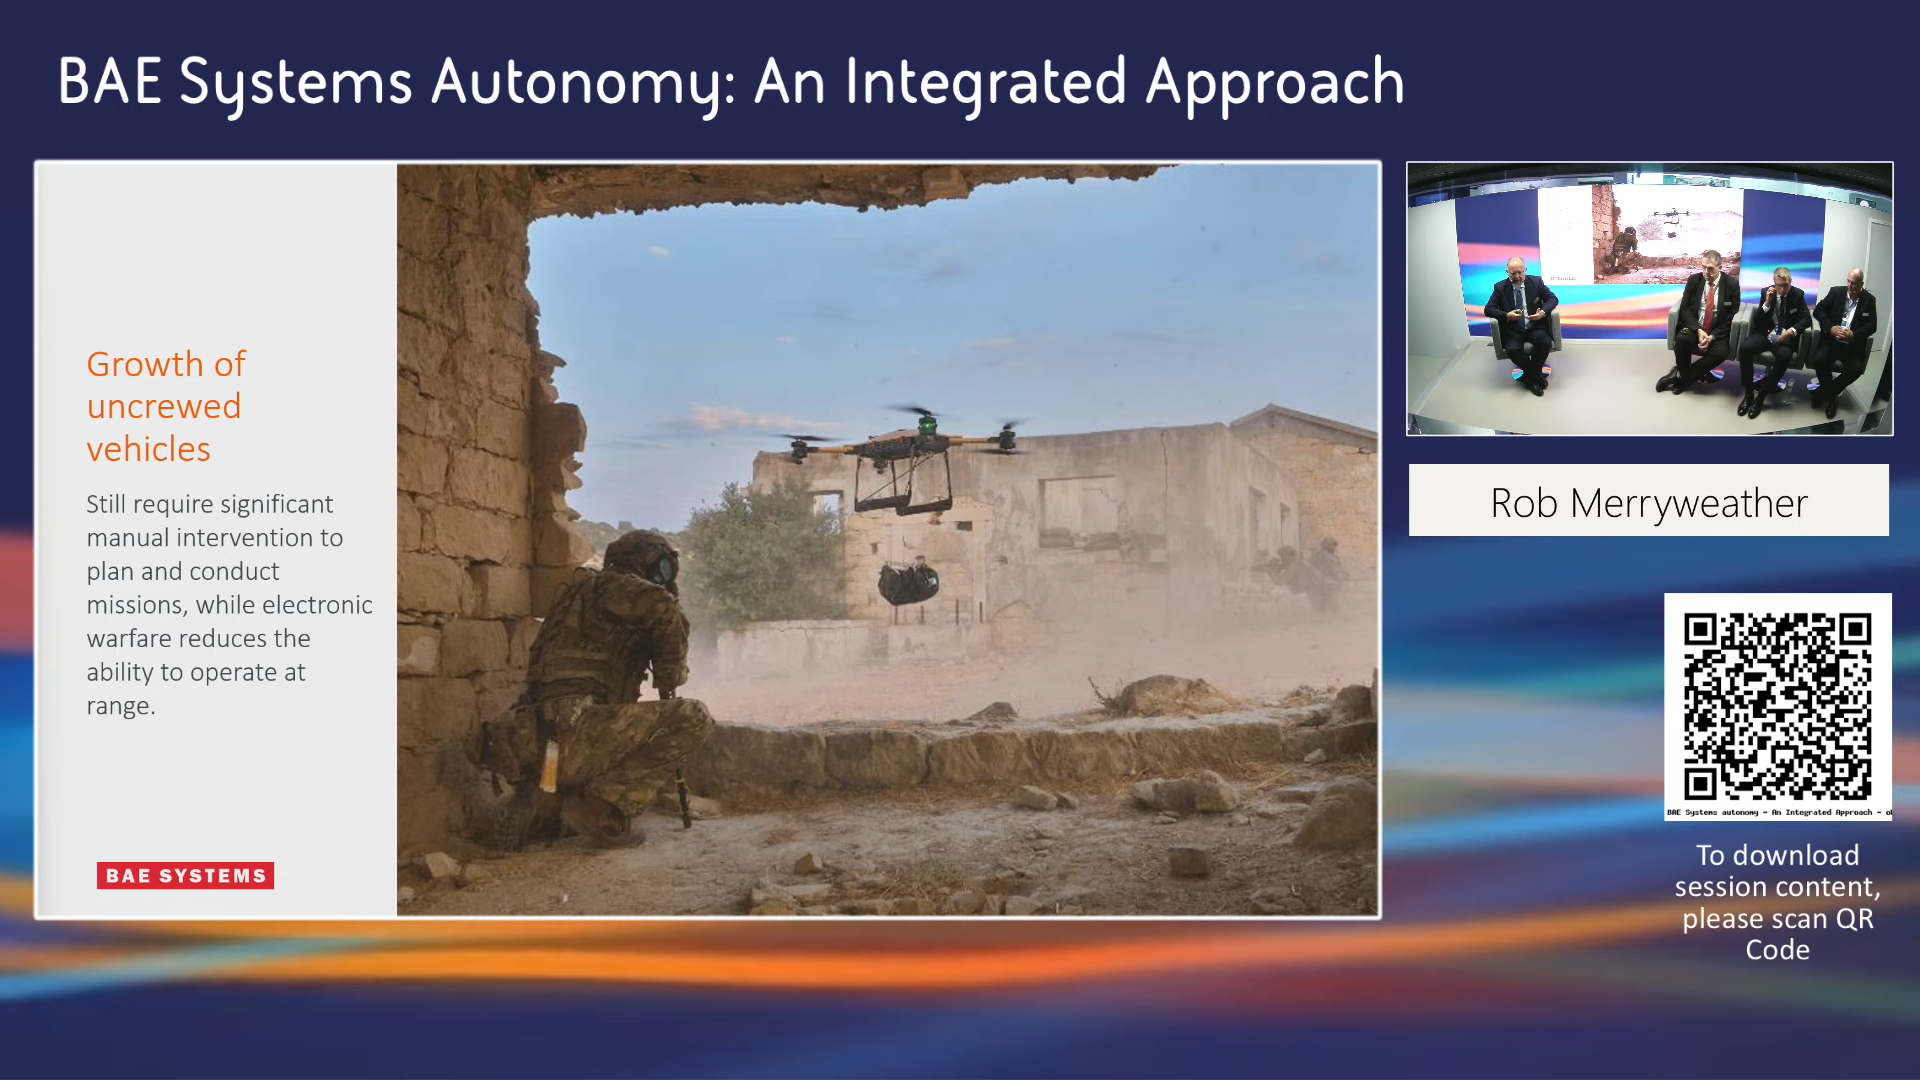 BAE Systems Autonomy: An Integrated Approach
Growth of
uncrewed
vehicles
Still require significant
manual intervention to
plan and conduct
missions, while electronic
warfare reduces the
ability to operate at
range.
BAE SYSTEMS
Rob Merryweather
BAE Systems autonomy - An Integrated Approach -
To download
session content,
please scan QR
Code